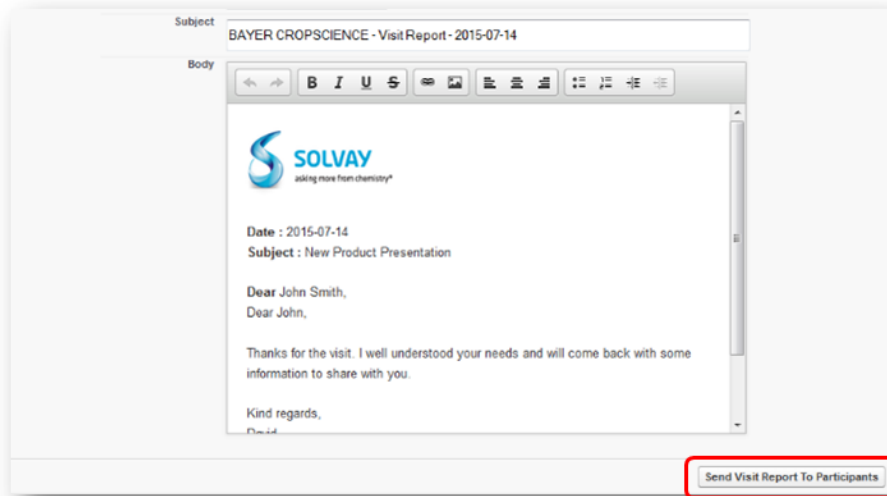 Subject
BAYER CROPSCIENCE - Visit Report - 2015-07-14
Body
B I U S
SOLVAY
asking more from chemistry®
Date : 2015-07-14
Subject : New Product Presentation
Dear John Smith,
Dear John,
Thanks for the visit. I well understood your needs and will come back with some
information to share with you.
Kind regards,
David
Send Visit Report To Participants